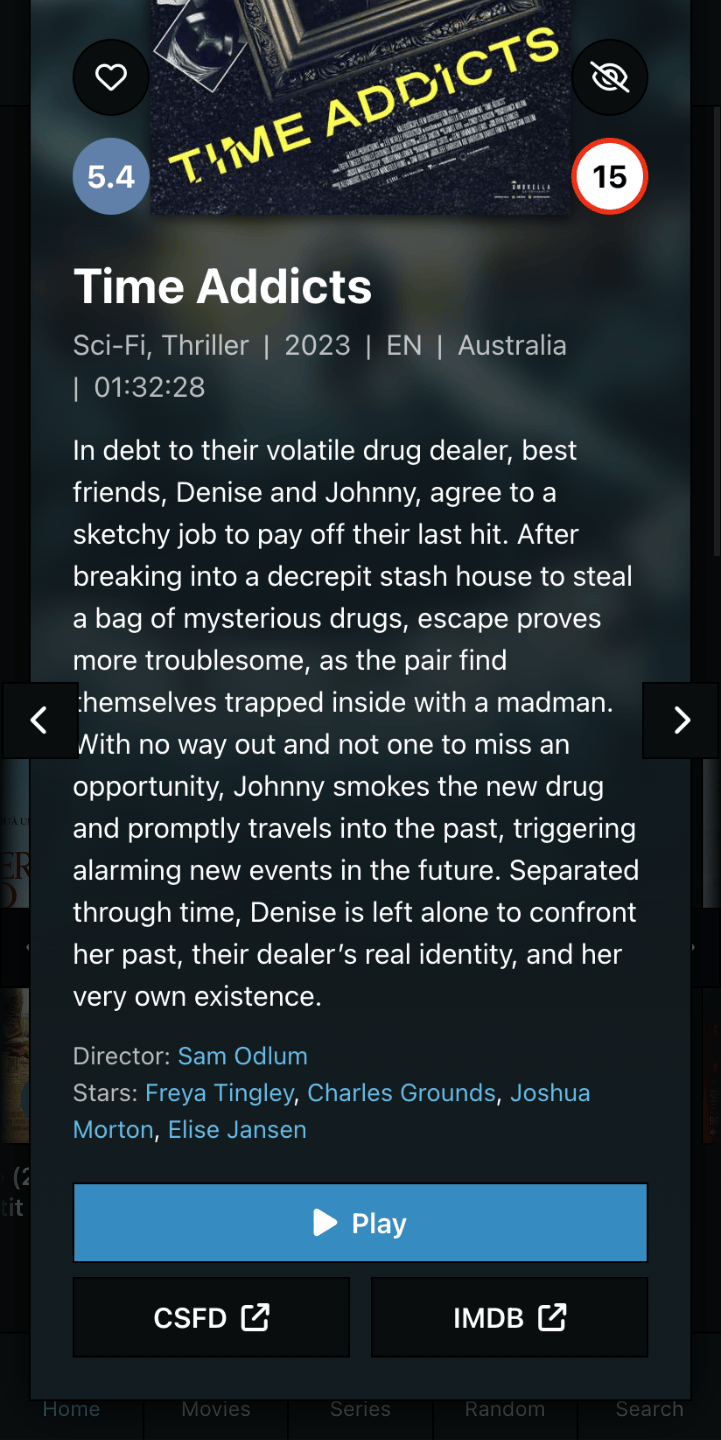 TIME ADDICTS
5.4
15
UMBRELLA
Time Addicts
Sci-Fi, Thriller | 2023 | EN | Australia
| 01:32:28
In debt to their volatile drug dealer, best
friends, Denise and Johnny, agree to a
sketchy job to pay off their last hit. After
breaking into a decrepit stash house to steal
a bag of mysterious drugs, escape proves
more troublesome, as the pair find
themselves trapped inside with a madman.
With no way out and not one to miss an
opportunity, Johnny smokes the new drug
and promptly travels into the past, triggering
alarming new events in the future. Separated
through time, Denise is left alone to confront
her past, their dealer’s real identity, and her
very own existence.
Director: Sam Odlum
Stars: Freya Tingley, Charles Grounds, Joshua
Morton, Elise Jansen
Play
CSFD IMDB
Home Movies Series Random Search